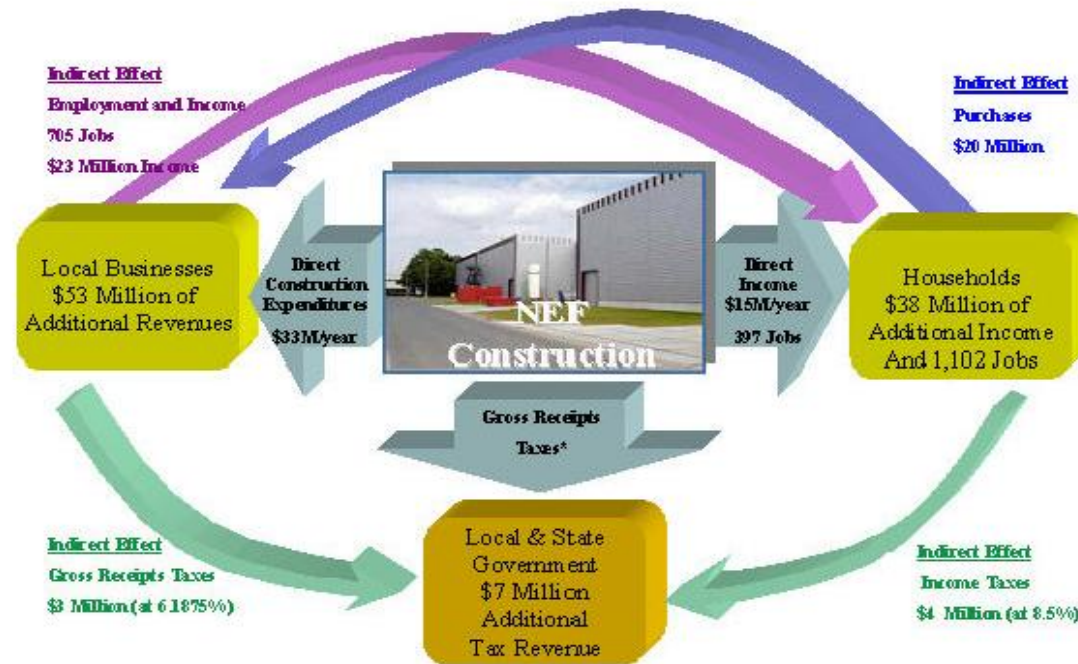 Indirect Effect
Employment and Income
705 Jobs
$23 Million Income
Indirect Effect
Purchases
$20 Million
Local Businesses
$53 Million of
Additional Revenues
Direct
Construction
Expenditures
$33M/year
i
NEF
Construction
Direct
Income
$15M/year
397 Jobs
Households
$38 Million of
Additional Income
And 1,102 Jobs
Gross Receipts
Taxes*
Indirect Effect
Gross Receipts Taxes
$3 Million (at 6.1875%)
Local & State
Government
$7 Million
Additional
Tax Revenue
Indirect Effect
Income Taxes
$4 Million (at 8.5%)